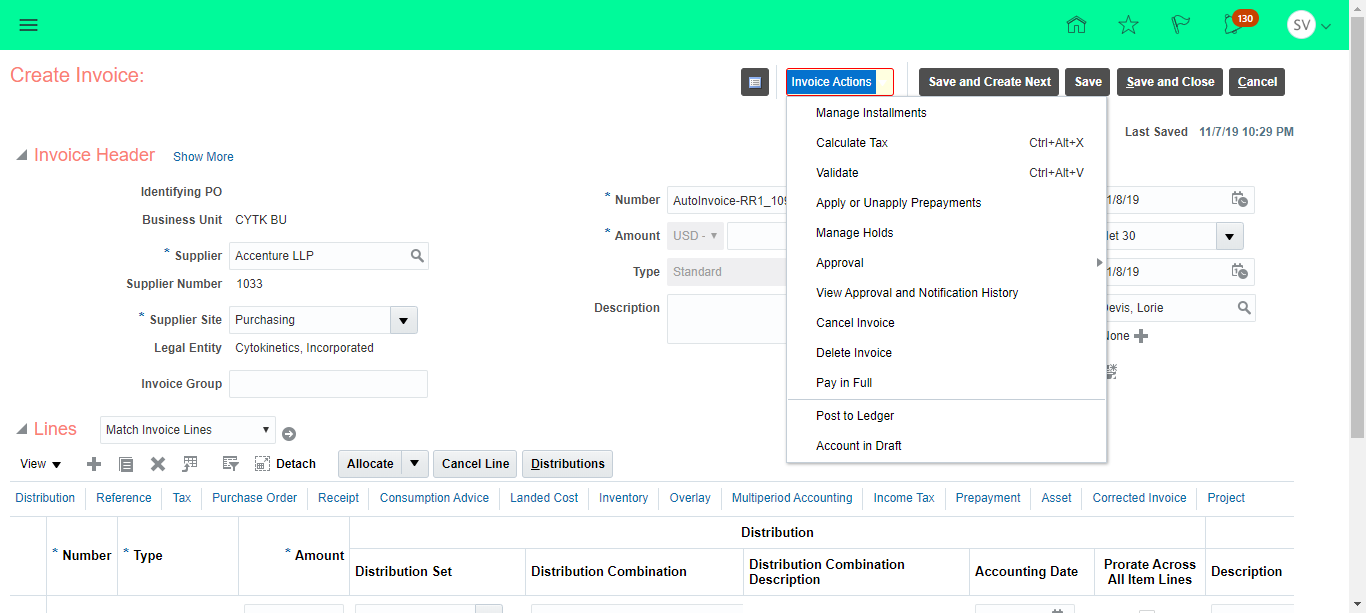 130
SV
Create Invoice:
Invoice Actions
Save and Create Next
Save
Save and Close
Cancel
Last Saved 11/7/19 10:29 PM
Manage Installments
Calculate Tax Ctrl+Alt+X
Validate Ctrl+Alt+V
Apply or Unapply Prepayments
Manage Holds
Approval
View Approval and Notification History
Cancel Invoice
Delete Invoice
Pay in Full
Post to Ledger
Account in Draft
Invoice Header Show More
Identifying PO
Business Unit CYTK BU
* Supplier Accenture LLP
Supplier Number 1033
* Supplier Site Purchasing
Legal Entity Cytokinetics, Incorporated
Invoice Group
* Number AutoInvoice-RR1_109
* Amount USD -
Type Standard
Description
1/8/19
et 30
1/8/19
evis, Lorie
one
Lines Match Invoice Lines
View
Detach
Allocate
Cancel Line
Distributions
Distribution Reference Tax Purchase Order Receipt Consumption Advice Landed Cost Inventory Overlay Multiperiod Accounting Income Tax Prepayment Asset Corrected Invoice Project
Distribution
* Number * Type * Amount
Distribution Set Distribution Combination Distribution Combination Description Accounting Date Prorate Across All Item Lines Description